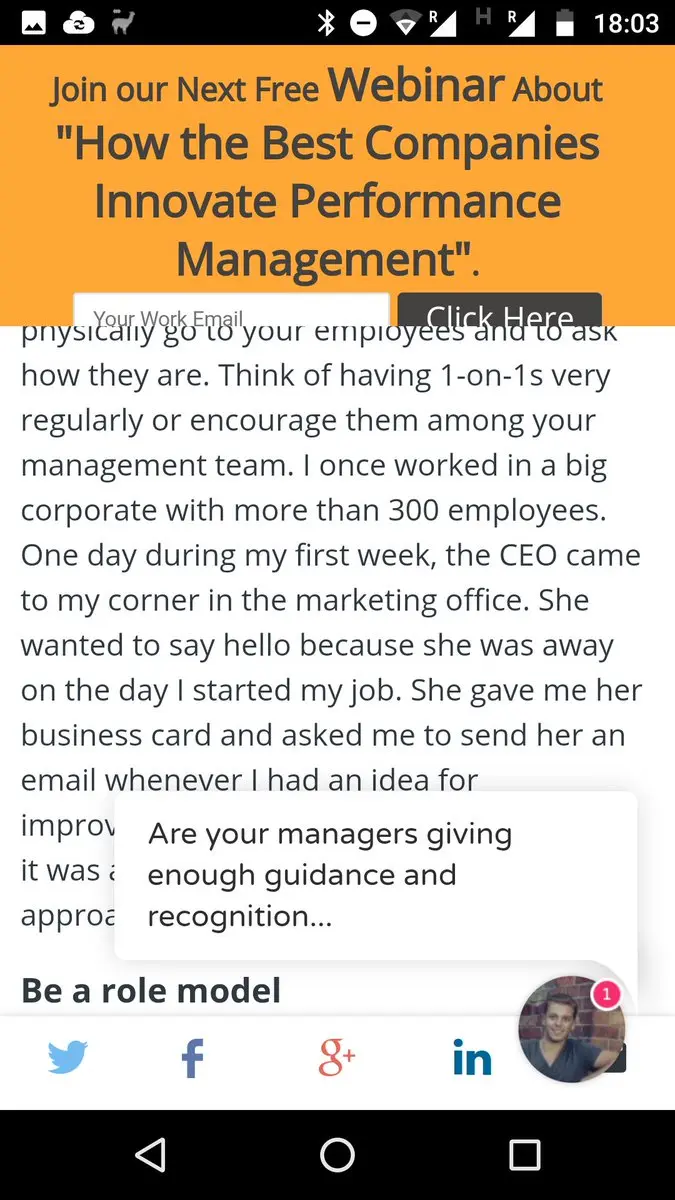 R H R 18:03
Join our Next Free Webinar About
"How the Best Companies
Innovate Performance
Management".
Your Work Email Click Here
physically go to your employees and to ask
how they are. Think of having 1-on-1s very
regularly or encourage them among your
management team. I once worked in a big
corporate with more than 300 employees.
One day during my first week, the CEO came
to my corner in the marketing office. She
wanted to say hello because she was away
on the day I started my job. She gave me her
business card and asked me to send her an
email whenever I had an idea for
improv
it was
approa
Are your managers giving
enough guidance and
recognition...
Be a role model
1
f g+ in